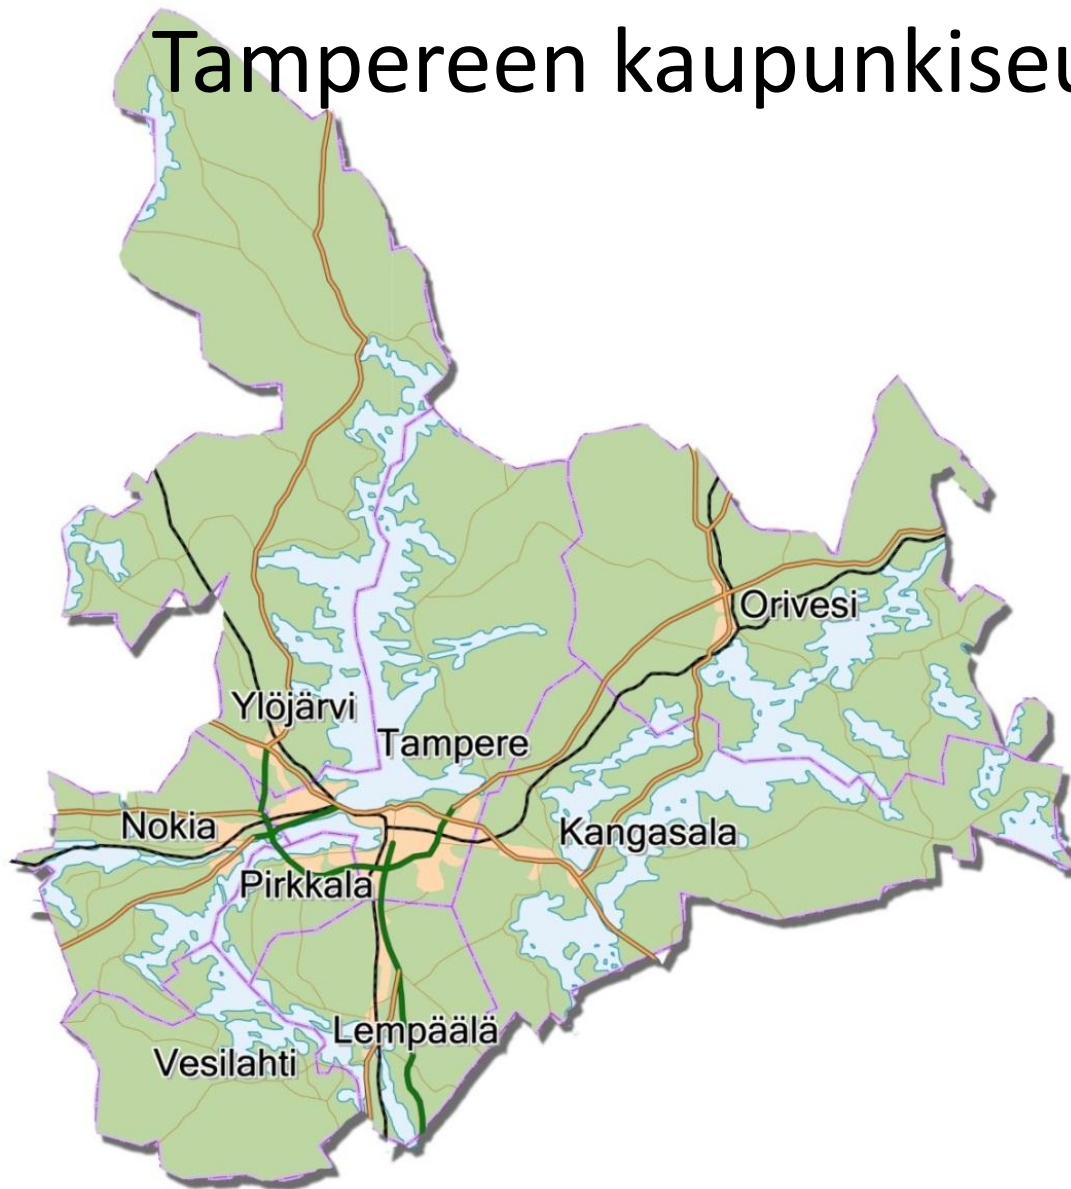 Tampereen kaupunkiseu
Orivesi
Ylöjärvi
Tampere
Nokia
Kangasala
Pirkkala
Lempäälä
Vesilahti